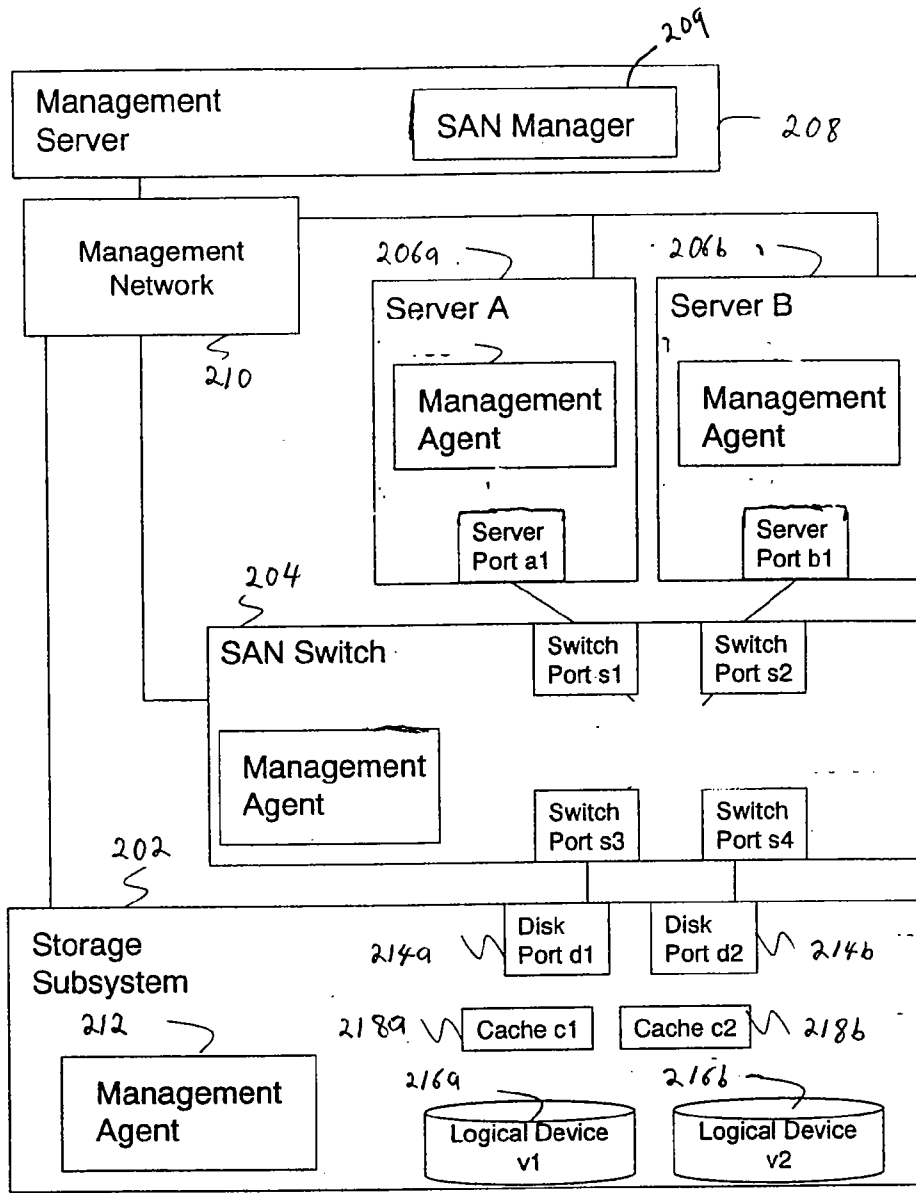 209
Management
Server
SAN Manager
208
Management
Network
206a
206b
Server A
Server B
210
Management
Agent
Management
Agent
Server
Port a1
Server
Port b1
204
SAN Switch
Switch
Port s1
Switch
Port s2
Management
Agent
Switch
Port s3
Switch
Port s4
202
Storage
Subsystem
214a
Disk
Port d1
Disk
Port d2
214b
212
218a
Cache c1
Cache c2
218b
Management
Agent
216a
216b
Logical Device
v1
Logical Device
v2